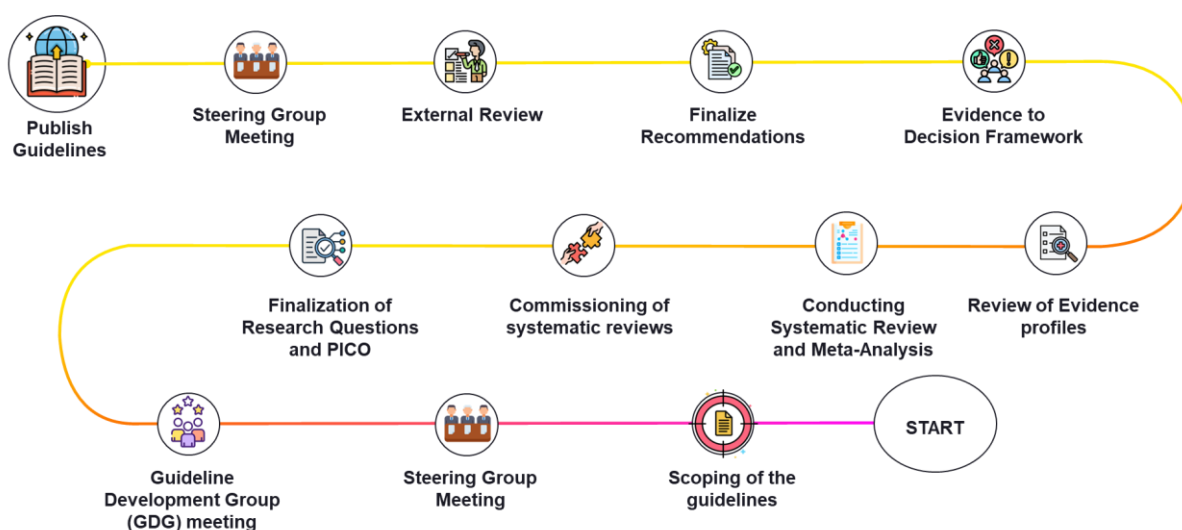 Publish
Guidelines
Steering Group
Meeting
External Review
Finalize
Recommendations
Evidence to
Decision Framework
Finalization of
Research Questions
and PICO
Commissioning of
systematic reviews
Conducting
Systematic Review
and Meta-Analysis
Review of Evidence
profiles
Guideline
Development Group
(GDG) meeting
Steering Group
Meeting
Scoping of the
guidelines
START